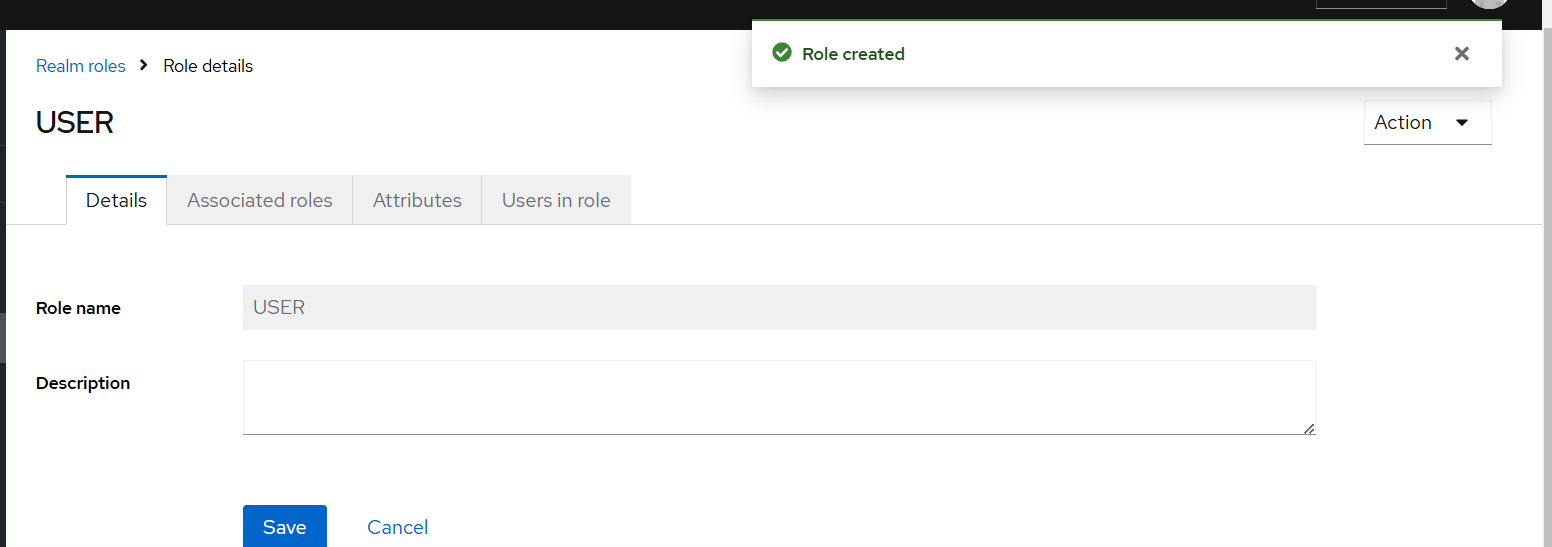 Role created
Realm roles Role details
USER
Action
Details Associated roles Attributes Users in role
Role name USER
Description
Save Cancel